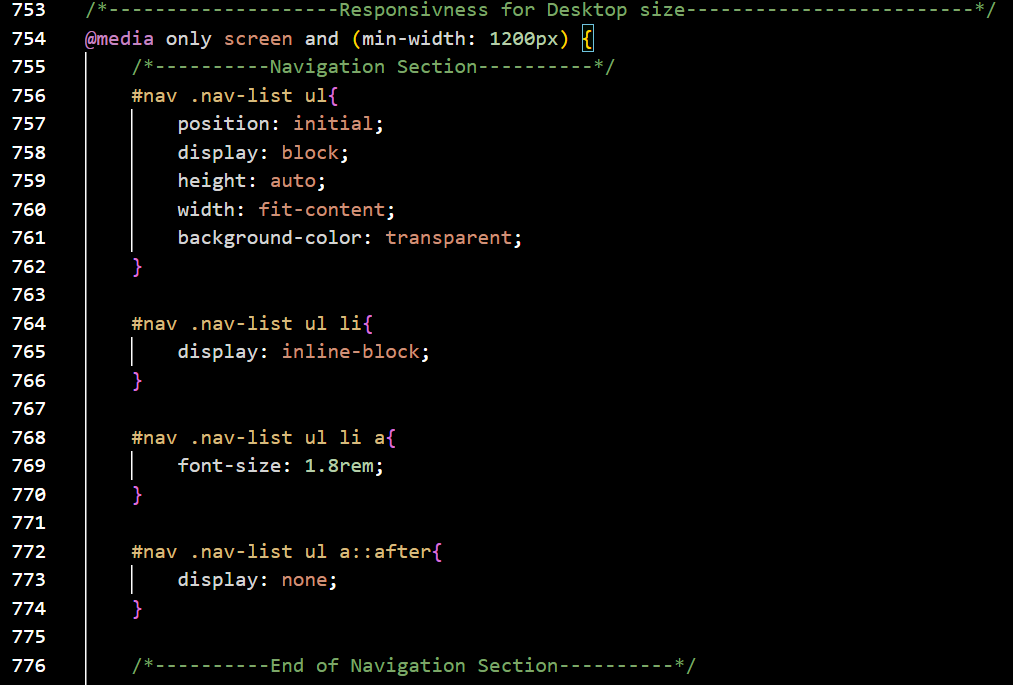 753 /*--------------------Responsivness for Desktop size-------------------------*/
754 @media only screen and (min-width: 1200px) {
755     /*----------Navigation Section----------*/
756     #nav .nav-list ul{
757         position: initial;
758         display: block;
759         height: auto;
760         width: fit-content;
761         background-color: transparent;
762     }
763
764     #nav .nav-list ul li{
765         display: inline-block;
766     }
767
768     #nav .nav-list ul li a{
769         font-size: 1.8rem;
770     }
771
772     #nav .nav-list ul a::after{
773         display: none;
774     }
775
776     /*----------End of Navigation Section----------*/